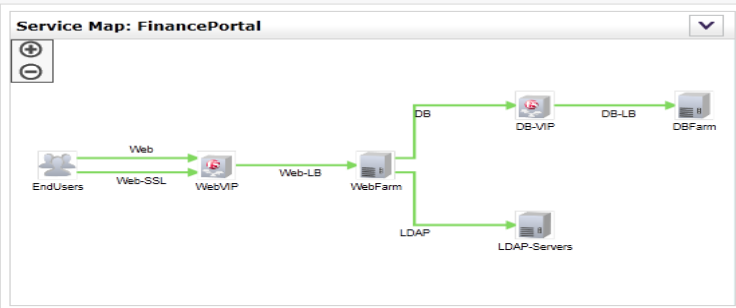 Service Map: FinancePortal
DB
DB-VIP
DB-LB
DBFarm
Web
EndUsers
Web-SSL
WebVIP
Web-LB
WebFarm
LDAP
LDAP-Servers